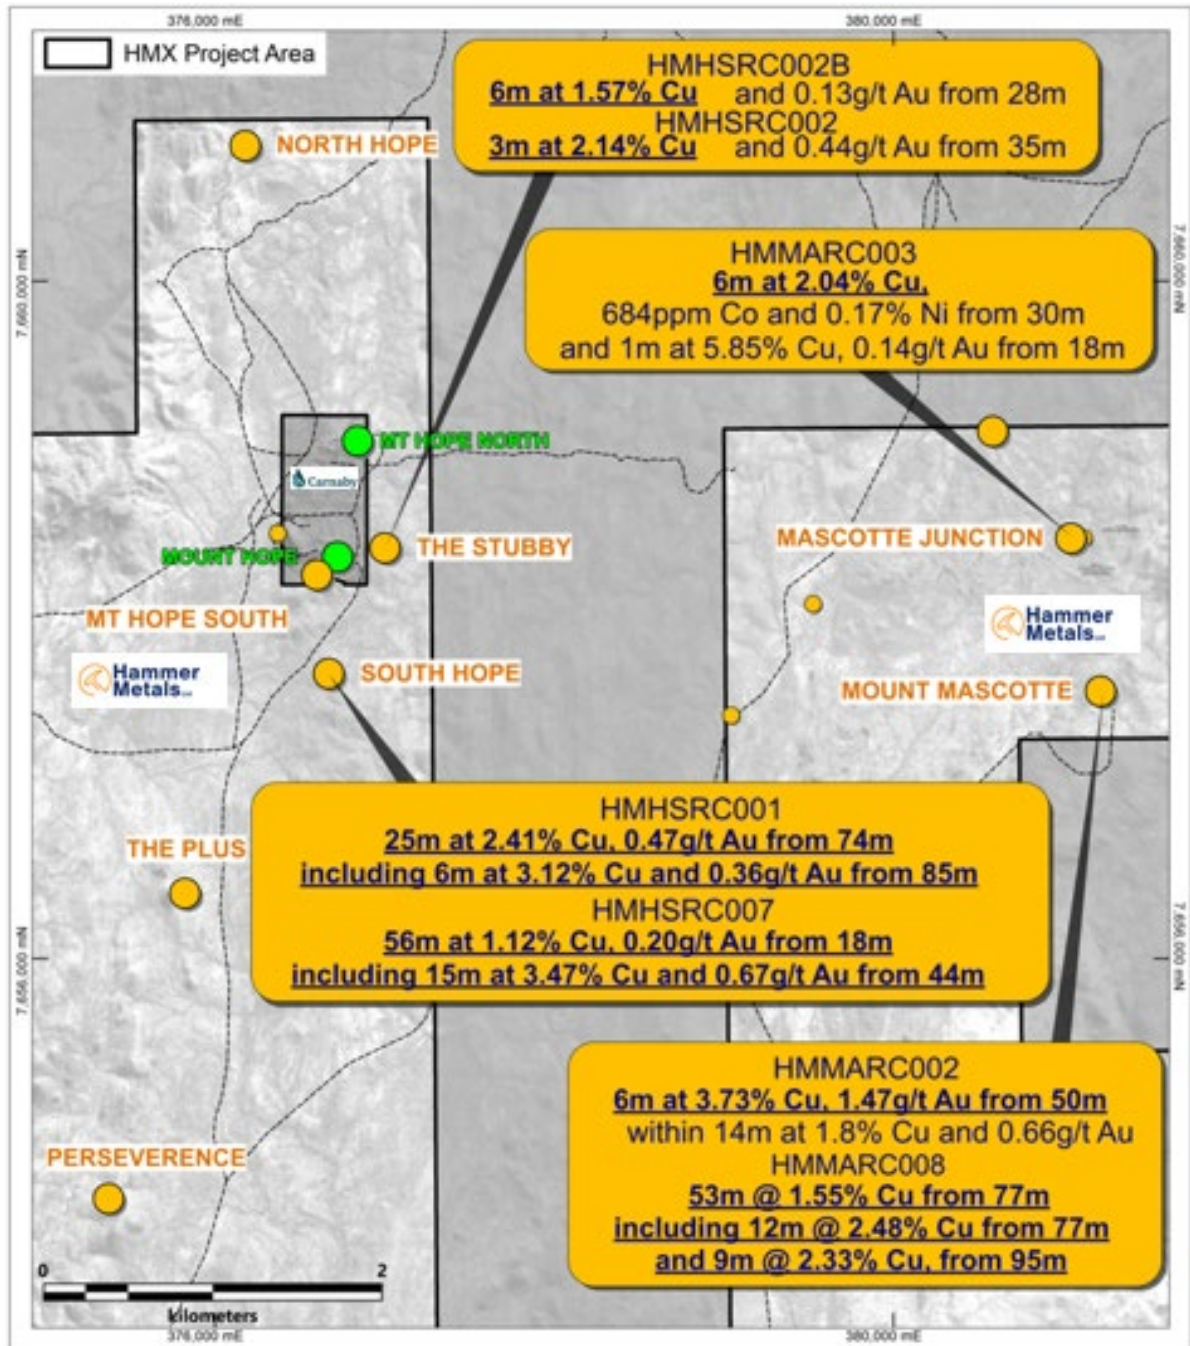 376,000 mE
380,000 mE
HMX Project Area
HMHSRC002B
6m at 1.57% Cu and 0.13g/t Au from 28m
HMHSRC002
3m at 2.14% Cu and 0.44g/t Au from 35m
NORTH HOPE
HMMARC003
6m at 2.04% Cu,
684ppm Co and 0.17% Ni from 30m
and 1m at 5.85% Cu, 0.14g/t Au from 18m
7,660,000 mN
7,660,000 mN
MT HOPE NORTH
Carnaby
THE STUBBY
MASCOTTE JUNCTION
MOUNT HOPE
MT HOPE SOUTH
Hammer
Metals Ltd
Hammer
Metals Ltd
SOUTH HOPE
MOUNT MASCOTTE
HMHSRC001
25m at 2.41% Cu, 0.47g/t Au from 74m
including 6m at 3.12% Cu and 0.36g/t Au from 85m
HMHSRC007
56m at 1.12% Cu, 0.20g/t Au from 18m
including 15m at 3.47% Cu and 0.67g/t Au from 44m
THE PLUS
7,656,000 mN
7,656,000 mN
HMMARC002
6m at 3.73% Cu, 1.47g/t Au from 50m
within 14m at 1.8% Cu and 0.66g/t Au
HMMARC008
53m @ 1.55% Cu from 77m
including 12m @ 2.48% Cu from 77m
and 9m @ 2.33% Cu, from 95m
PERSEVERENCE
0 2
kilometers
376,000 mE
380,000 mE